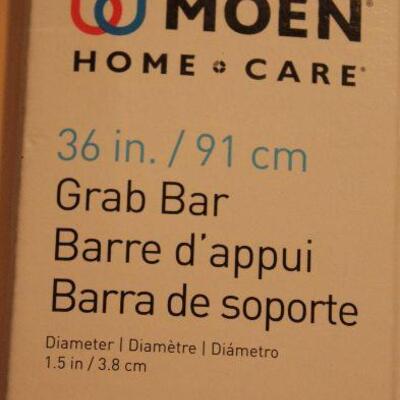 MOEN®
HOME + CARE®
36 in. / 91 cm
Grab Bar
Barre d'appui
Barra de soporte
Diameter | Diamètre | Diámetro
1.5 in / 3.8 cm